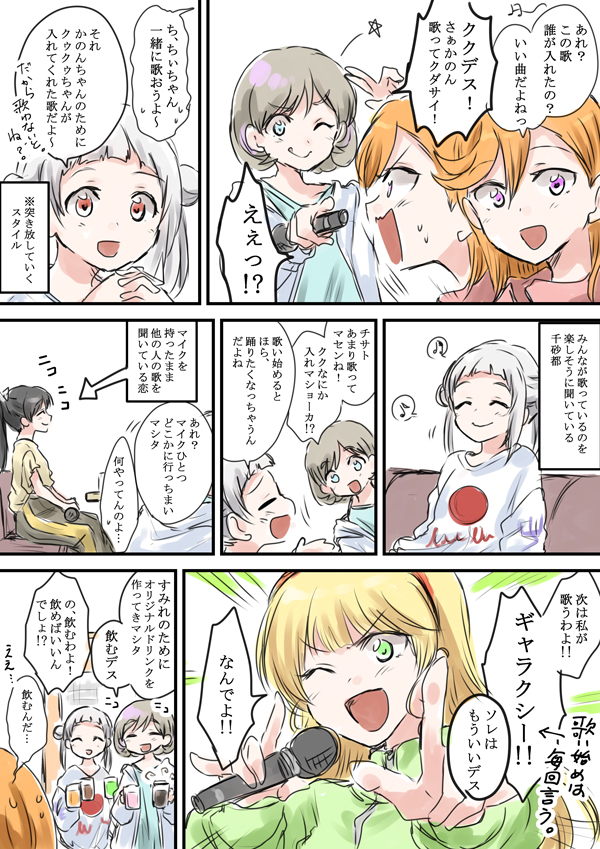 あれ?
この歌
誰が入れたの?
いい曲だよねっ
ククデス!
さぁかのん
歌ってクダサイ!
ええっ!?
ち、ちぃちゃん
一緒に歌おうよ~
それ
かのんちゃんのために
クゥクゥちゃんが
入れてくれた歌だよ~
だから歌わないと。
ね?
※突き放していく
スタイル
みんなが歌っているのを
楽しそうに聞いている
千砂都
チサト
あまり歌って
マセンね!
ククなにか
入れマショーカ!?
歌い始めると
ほら、
踊りたくなっちゃうん
だよね
マイクを
持ったまま
他の人の歌を
聞いている恋
ニコ
ニコ
あれ?
マイクひとつ
どこかに行っちまい
マシタ
何やってんのよ…
次は私が
歌うわよ!!
ギャラクシー!!
歌い始めは
毎回言う。
ソレは
もういいデス
なんでよ!!
すみれのために
オリジナルドリンクを
作ってきマシタ
飲むデス
の、飲むわよ!
飲めばいいん
でしょ!?
ええ…
飲むんだ…